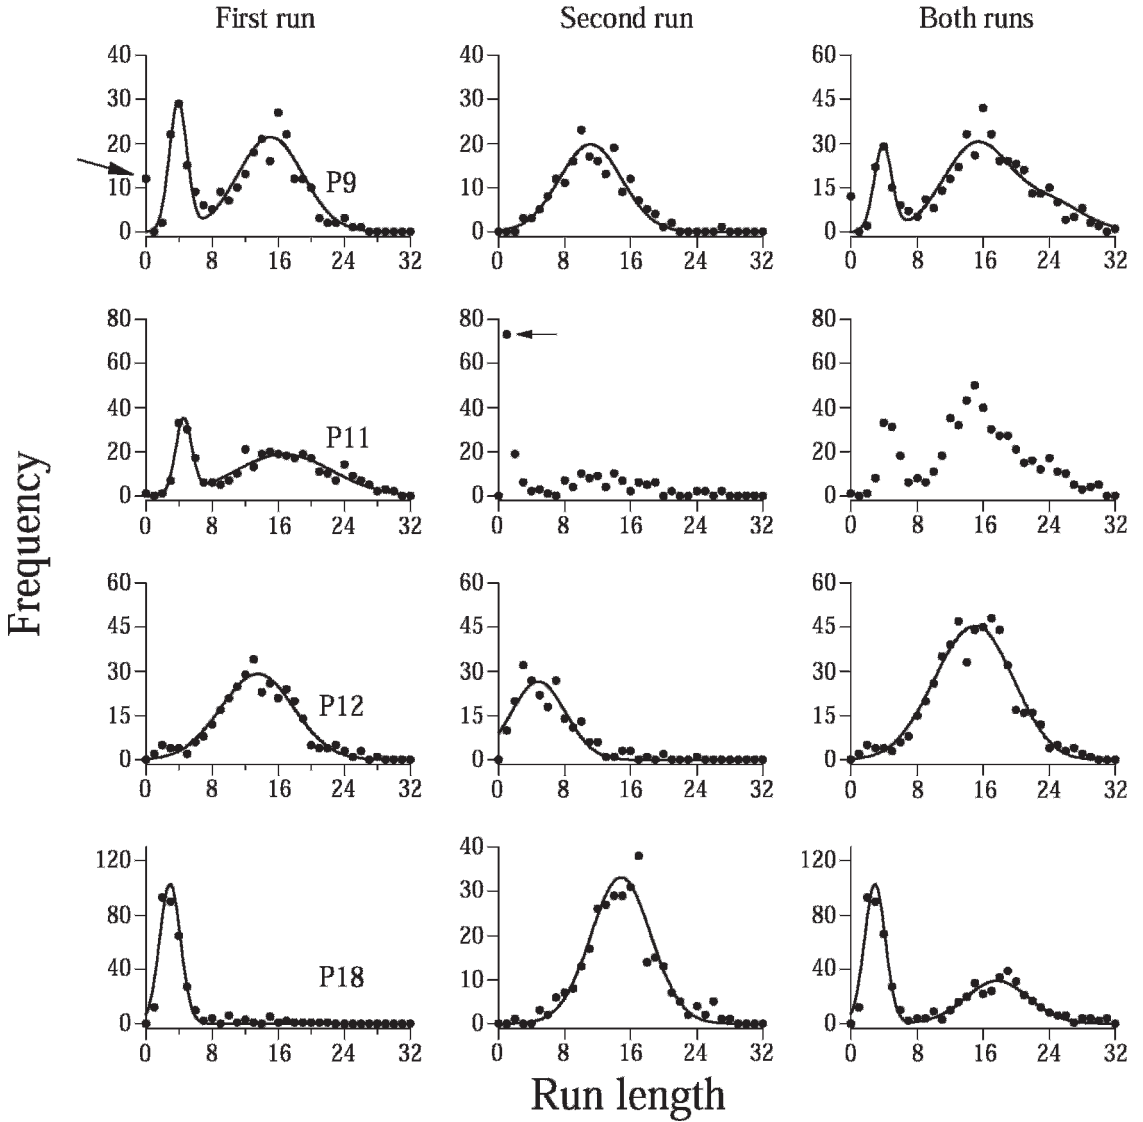 First run Second run Both runs
40 40 60
30 30 45
20 20 30
10 P9 10 15
0 0 0
0 8 16 24 32 0 8 16 24 32 0 8 16 24 32
80 80 80
60 60 60
40 40 40
20 P11 20 20
0 0 0
0 8 16 24 32 0 8 16 24 32 0 8 16 24 32
Frequency
60 60 60
45 45 45
30 30 30
15 P12 15 15
0 0 0
0 8 16 24 32 0 8 16 24 32 0 8 16 24 32
120 40 120
30
80 80
20
40 P18 10 40
0 0 0
0 8 16 24 32 0 8 16 24 32 0 8 16 24 32
Run length